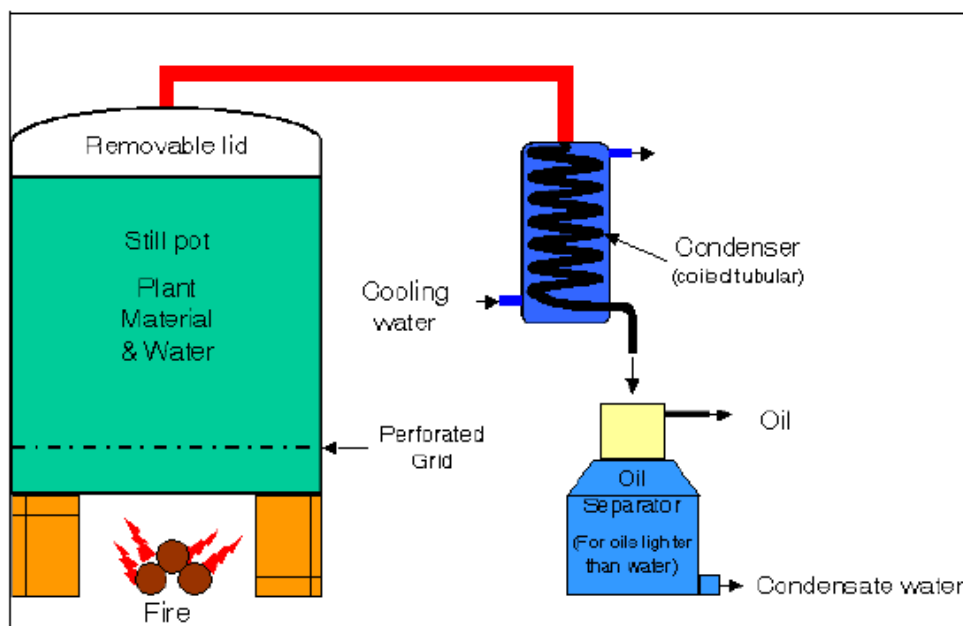 Removable lid
Still pot
Plant
Material
& Water
Cooling
water
Condenser
(coiled tubular)
Perforated
Grid
Oil
Oil
Separator
(For oils lighter
than water)
Condensate water
Fire